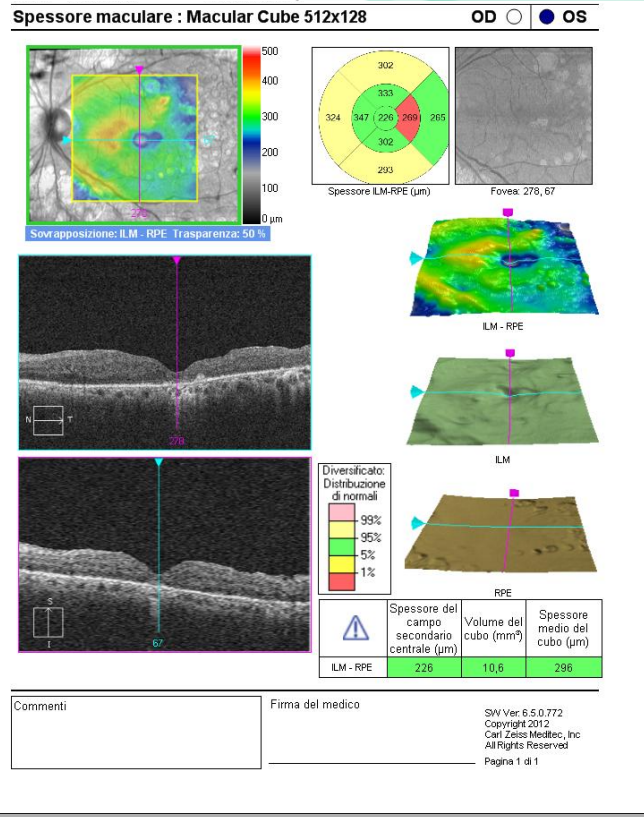 Spessore maculare : Macular Cube 512x128
OD OS
500
400
300
200
100
0 µm
278
Sovrapposizione: ILM - RPE Trasparenza: 50 %
302
333
324 347 226 269 265
302
293
Spessore ILM-RPE (µm)
Fovea: 278, 67
ILM - RPE
N T
278
ILM
S
I
67
Diversificato:
Distribuzione
di normali
99%
95%
5%
1%
RPE
Spessore del
campo
secondario
centrale (µm)
Volume del
cubo (mm³)
Spessore
medio del
cubo (µm)
ILM - RPE 226 10,6 296
Commenti
Firma del medico
SW Ver: 6.5.0.772
Copyright 2012
Carl Zeiss Meditec, Inc
All Rights Reserved
Pagina 1 di 1